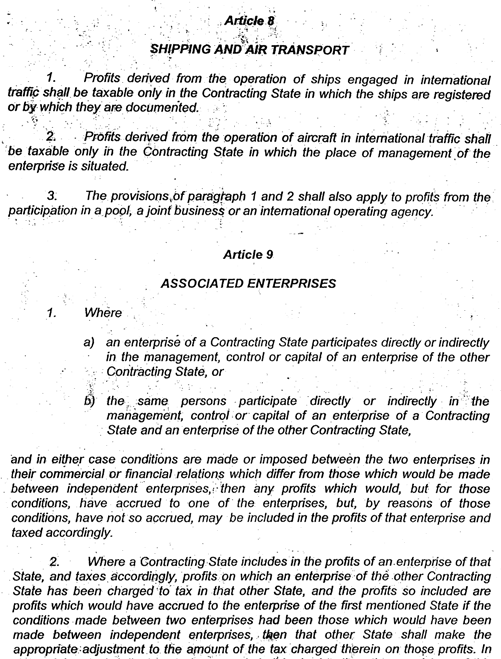 Article 8
SHIPPING AND AIR TRANSPORT
1. Profits derived from the operation of ships engaged in international
traffic shall be taxable only in the Contracting State in which the ships are registered
or by which they are documented.
2. Profits derived from the operation of aircraft in international traffic shall
be taxable only in the Contracting State in which the place of management of the
enterprise is situated.
3. The provisions of paragraph 1 and 2 shall also apply to profits from the
participation in a pool, a joint business or an international operating agency.
Article 9
ASSOCIATED ENTERPRISES
1. Where
a) an enterprise of a Contracting State participates directly or indirectly
in the management, control or capital of an enterprise of the other
Contracting State, or
b) the same persons participate directly or indirectly in the
management, control or capital of an enterprise of a Contracting
State and an enterprise of the other Contracting State,
and in either case conditions are made or imposed between the two enterprises in
their commercial or financial relations which differ from those which would be made
between independent enterprises, then any profits which would, but for those
conditions, have accrued to one of the enterprises, but, by reasons of those
conditions, have not so accrued, may be included in the profits of that enterprise and
taxed accordingly.
2. Where a Contracting State includes in the profits of an enterprise of that
State, and taxes accordingly, profits on which an enterprise of the other Contracting
State has been charged to tax in that other State, and the profits so included are
profits which would have accrued to the enterprise of the first mentioned State if the
conditions made between two enterprises had been those which would have been
made between independent enterprises, then that other State shall make the
appropriate adjustment to the amount of the tax charged therein on those profits. In